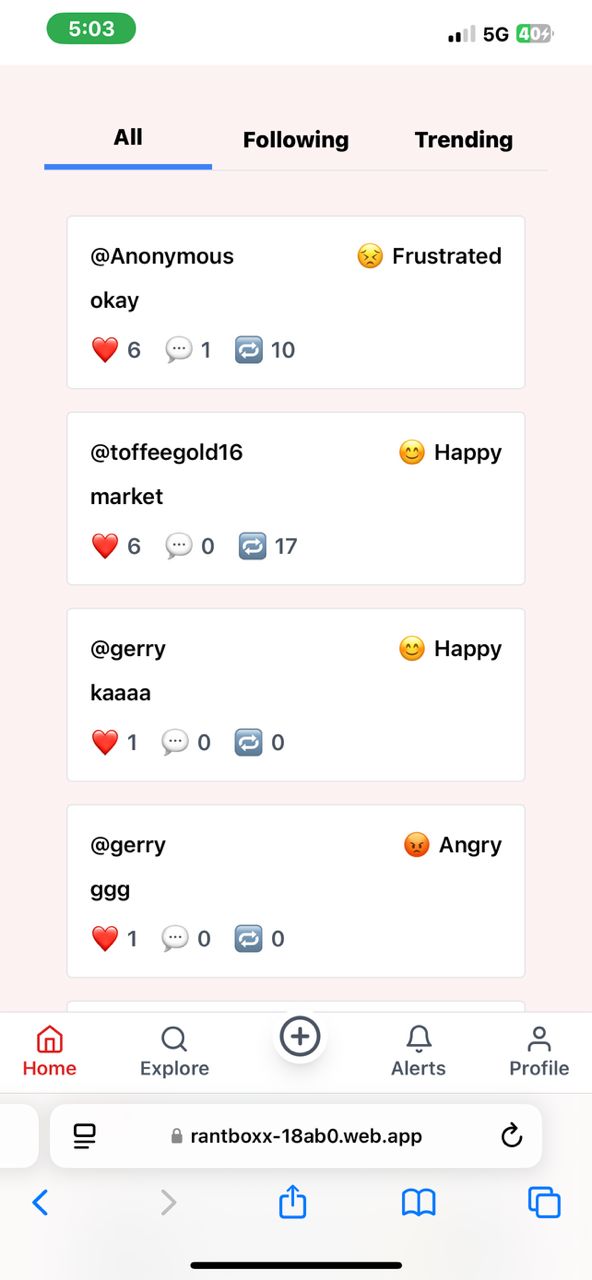 5:03 5G 40
All Following Trending
@Anonymous 😣 Frustrated
okay
❤️ 6 💬 1 🔁 10
@toffeegold16 😊 Happy
market
❤️ 6 💬 0 🔁 17
@gerry 😊 Happy
kaaaa
❤️ 1 💬 0 🔁 0
@gerry 😡 Angry
ggg
❤️ 1 💬 0 🔁 0
Home Explore Alerts Profile
rantboxx-18ab0.web.app